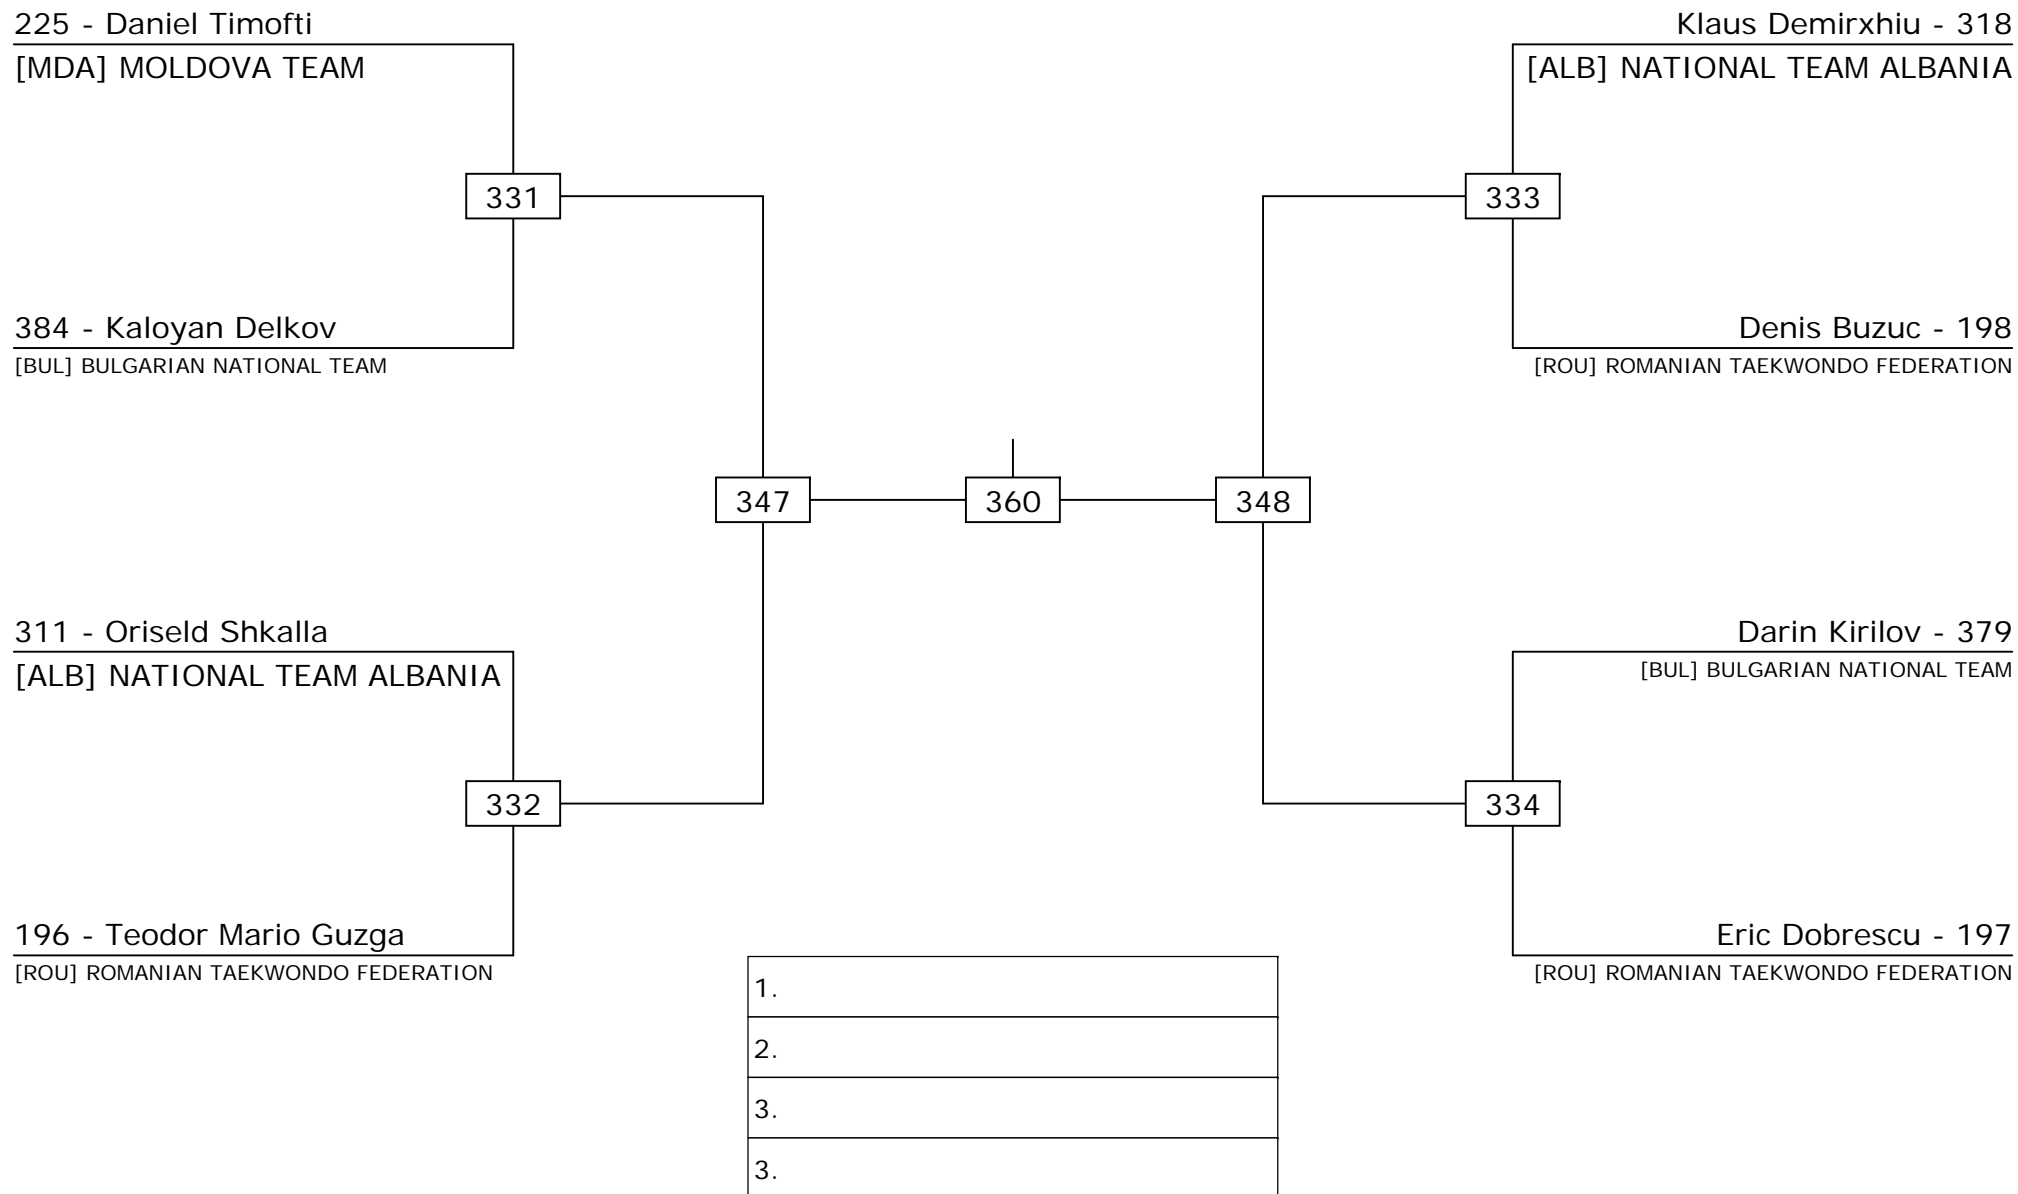 225 - Daniel Timofti
[MDA] MOLDOVA TEAM
331
384 - Kaloyan Delkov
[BUL] BULGARIAN NATIONAL TEAM
311 - Oriseld Shkalla
[ALB] NATIONAL TEAM ALBANIA
332
196 - Teodor Mario Guzga
[ROU] ROMANIAN TAEKWONDO FEDERATION
347
360
348
Klaus Demirxhiu - 318
[ALB] NATIONAL TEAM ALBANIA
333
Denis Buzuc - 198
[ROU] ROMANIAN TAEKWONDO FEDERATION
Darin Kirilov - 379
[BUL] BULGARIAN NATIONAL TEAM
334
Eric Dobrescu - 197
[ROU] ROMANIAN TAEKWONDO FEDERATION
1.
2.
3.
3.